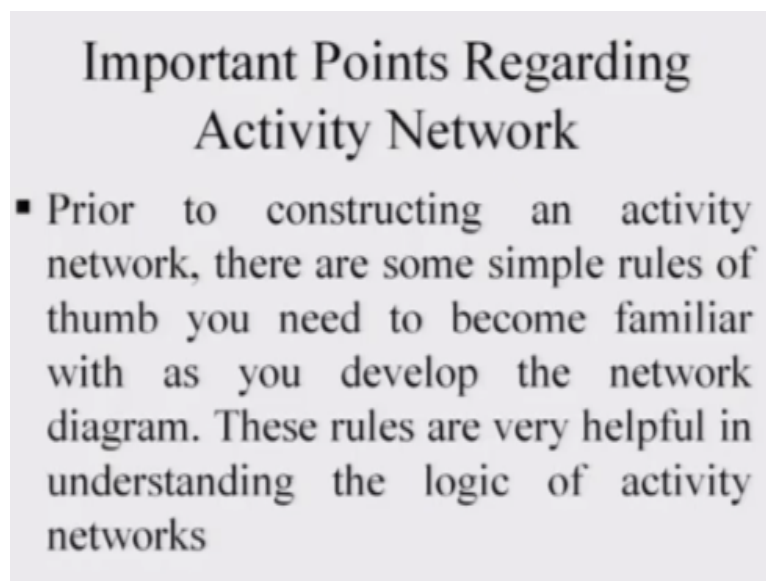 Important Points Regarding
Activity Network
▪ Prior to constructing an activity
network, there are some simple rules of
thumb you need to become familiar
with as you develop the network
diagram. These rules are very helpful in
understanding the logic of activity
networks